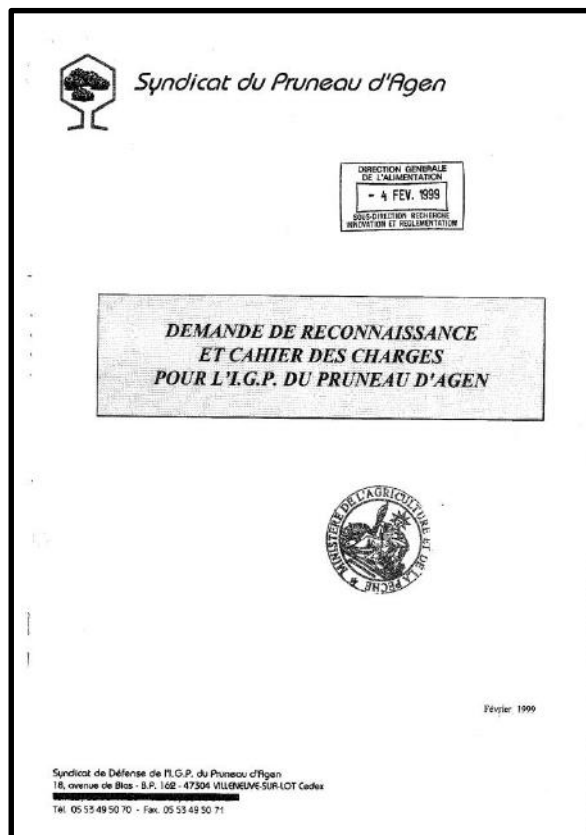 Syndicat du Pruneau d'Agen
DIRECTION GENERALE
DE L'ALIMENTATION
- 4 FEV. 1999
SOUS-DIRECTION RECHERCHE
INNOVATION ET REGLEMENTATION
DEMANDE DE RECONNAISSANCE
ET CAHIER DES CHARGES
POUR L'I.G.P. DU PRUNEAU D'AGEN
MINISTERE DE L'AGRICULTURE ET DE LA PECHE
Février 1999
Syndicat de Défense de l'I.G.P. du Pruneau d'Agen
18, avenue de Bias - B.P. 162 - 47304 VILLENEUVE-SUR-LOT Cedex
Tél. 05 53 49 50 70 - Fax. 05 53 49 50 71